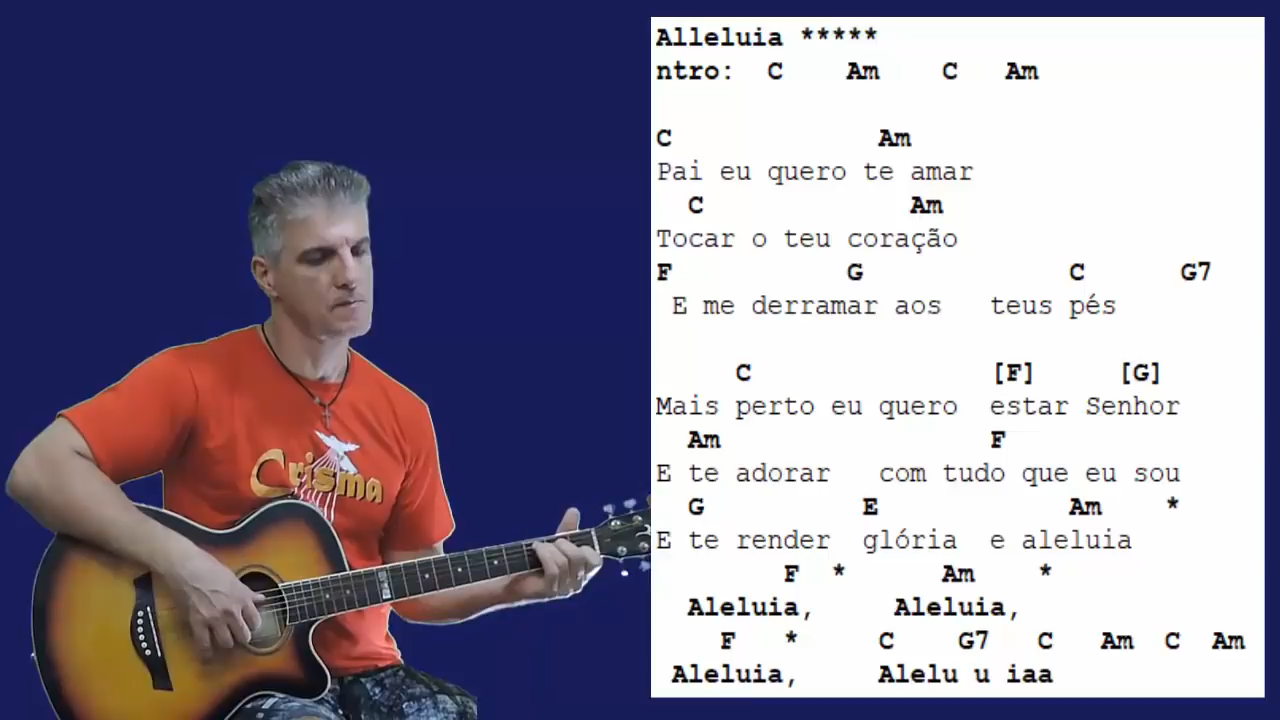 Alleluia *****
ntro: C Am C Am
C Am
Pai eu quero te amar
C Am
Tocar o teu coração
F G C G7
E me derramar aos teus pés
C [F] [G]
Mais perto eu quero estar Senhor
Am F
E te adorar com tudo que eu sou
G E Am *
E te render glória e aleluia
F * Am *
Aleluia, Aleluia,
F * C G7 C Am C Am
Aleluia, Alelu u iaa
Crisma